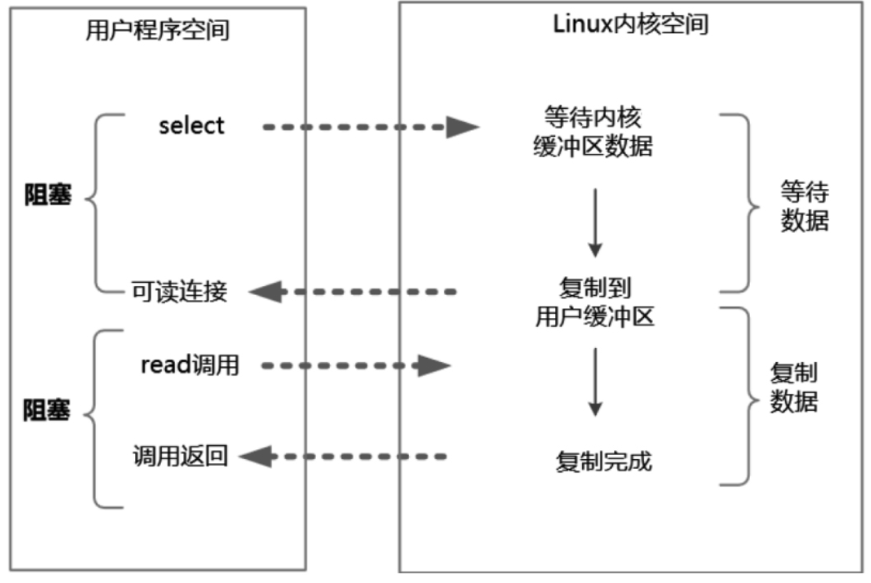 用户程序空间
Linux内核空间
select
等待内核
缓冲区数据
阻塞
等待
数据
可读连接
复制到
用户缓冲区
read调用
复制
数据
阻塞
调用返回
复制完成